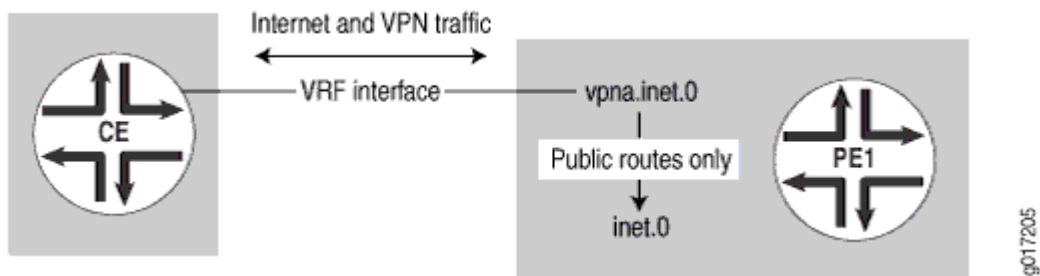 Internet and VPN traffic
VRF interface
vpna.inet.0
CE
Public routes only
PE1
inet.0
g017205